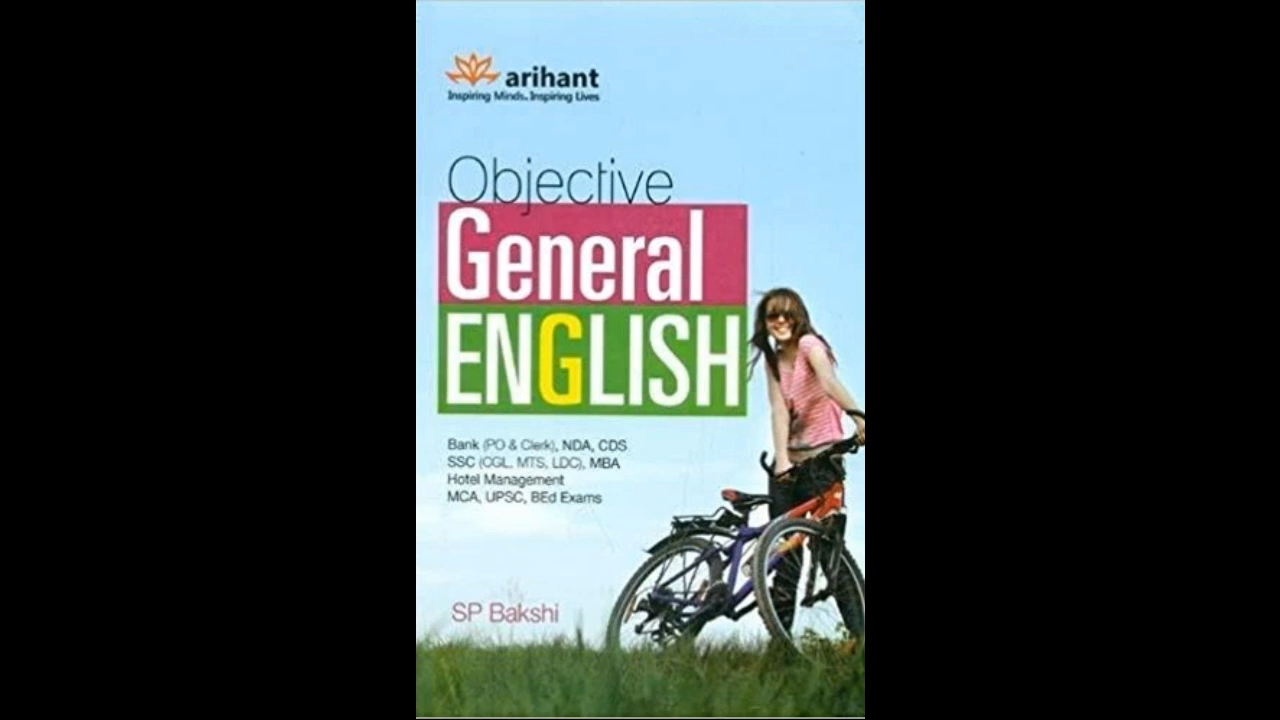 arihant
Inspiring Minds. Inspiring Lives
Objective
General
ENGLISH
Bank (PO & Clerk), NDA, CDS
SSC (CGL, MTS, LDC), MBA
Hotel Management
MCA, UPSC, BEd Exams
SP Bakshi